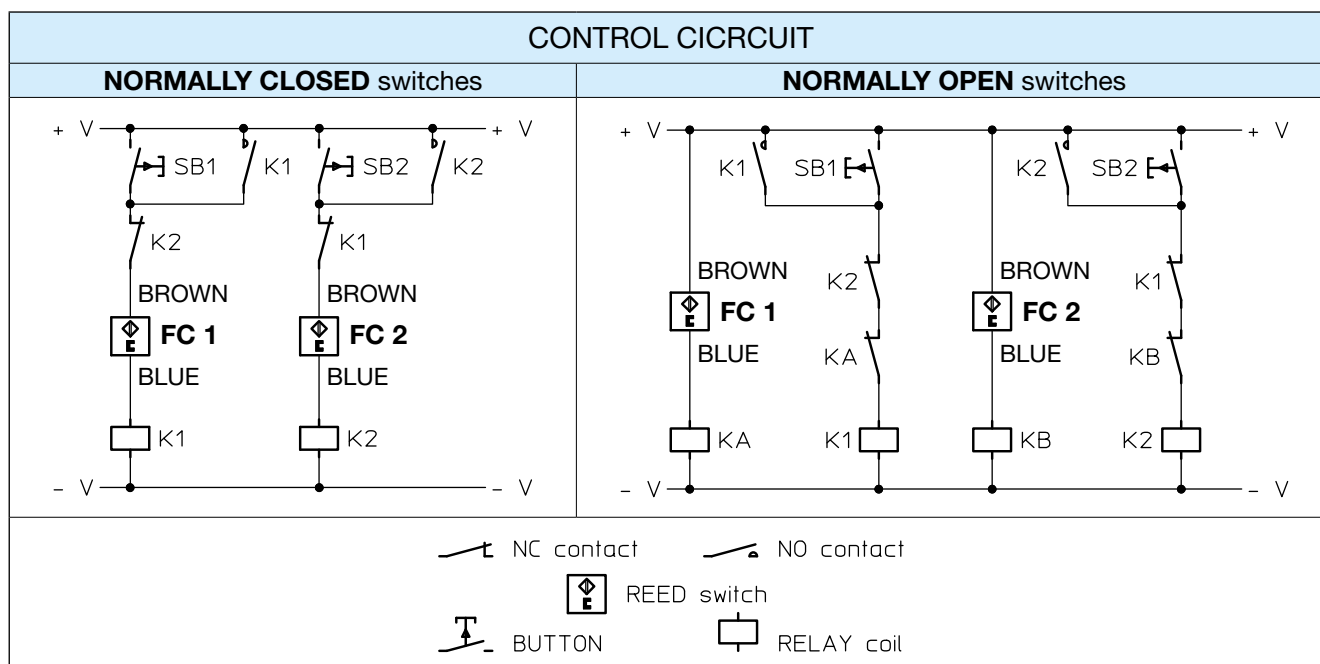 CONTROL CICRCUIT
NORMALLY CLOSED switches
NORMALLY OPEN switches
+ V
+ V
SB1
K1
SB2
K2
K2
K1
BROWN
BROWN
FC 1
FC 2
BLUE
BLUE
K1
K2
- V
- V
+ V
+ V
K1
SB1
K2
SB2
BROWN
K2
BROWN
K1
FC 1
FC 2
BLUE
KA
BLUE
KB
KA
K1
KB
K2
- V
- V
NC contact
NO contact
REED switch
BUTTON
RELAY coil